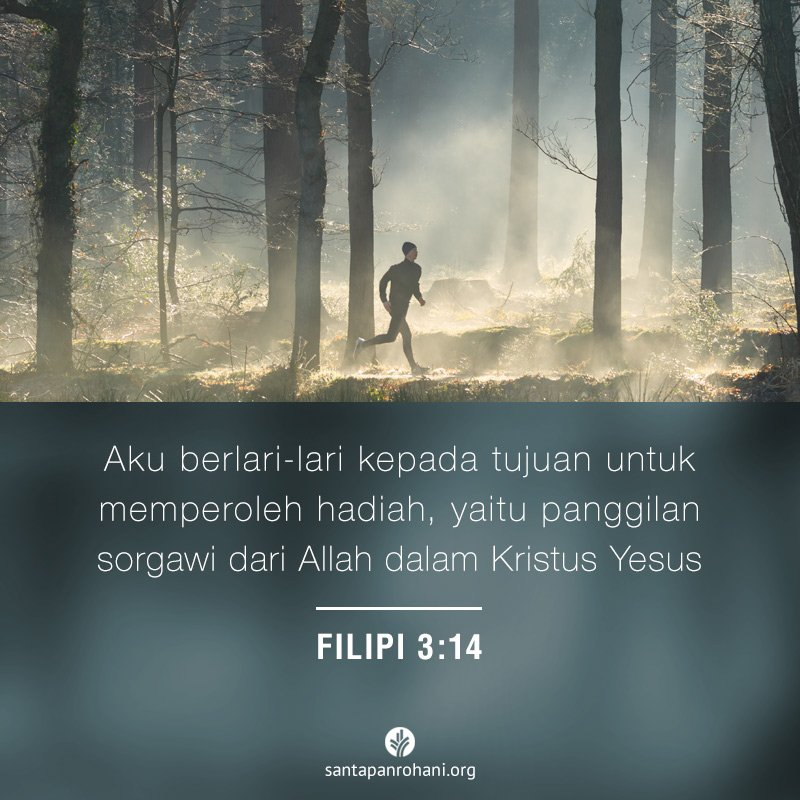 Aku berlari-lari kepada tujuan untuk
memperoleh hadiah, yaitu panggilan
sorgawi dari Allah dalam Kristus Yesus
FILIPI 3:14
santapanrohani.org